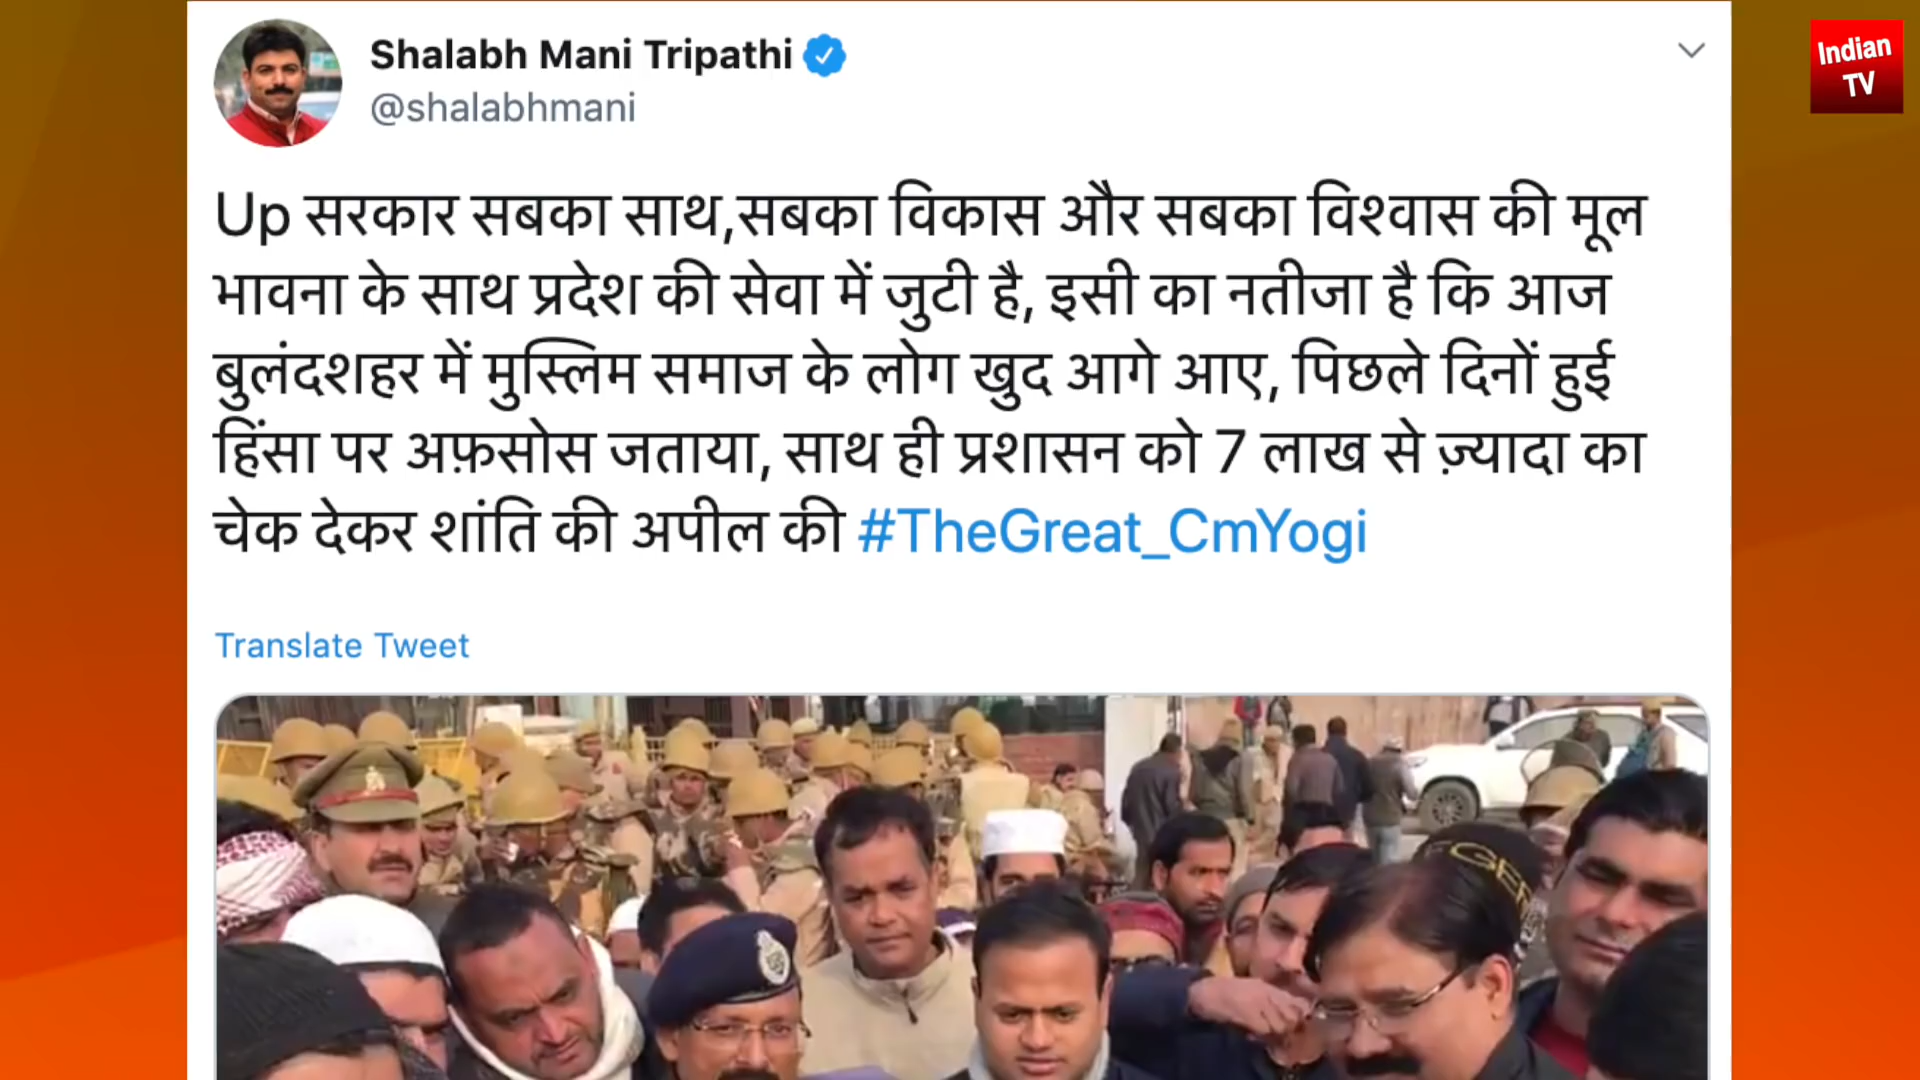 Shalabh Mani Tripathi
@shalabhmani
Indian
TV
Up सरकार सबका साथ,सबका विकास और सबका विश्वास की मूल
भावना के साथ प्रदेश की सेवा में जुटी है, इसी का नतीजा है कि आज
बुलंदशहर में मुस्लिम समाज के लोग खुद आगे आए, पिछले दिनों हुई
हिंसा पर अफ़सोस जताया, साथ ही प्रशासन को 7 लाख से ज़्यादा का
चेक देकर शांति की अपील की #TheGreat_CmYogi
Translate Tweet